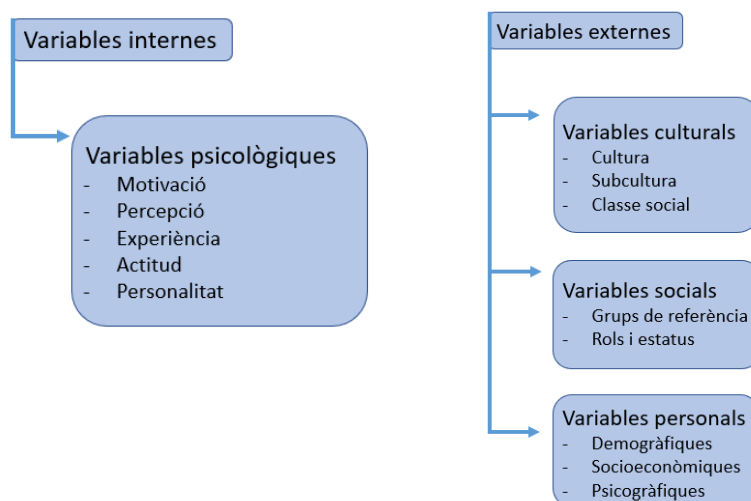 Variables internes
Variables psicològiques
- Motivació
- Percepció
- Experiència
- Actitud
- Personalitat
Variables externes
Variables culturals
- Cultura
- Subcultura
- Classe social
Variables socials
- Grups de referència
- Rols i estatus
Variables personals
- Demogràfiques
- Socioeconòmiques
- Psicogràfiques